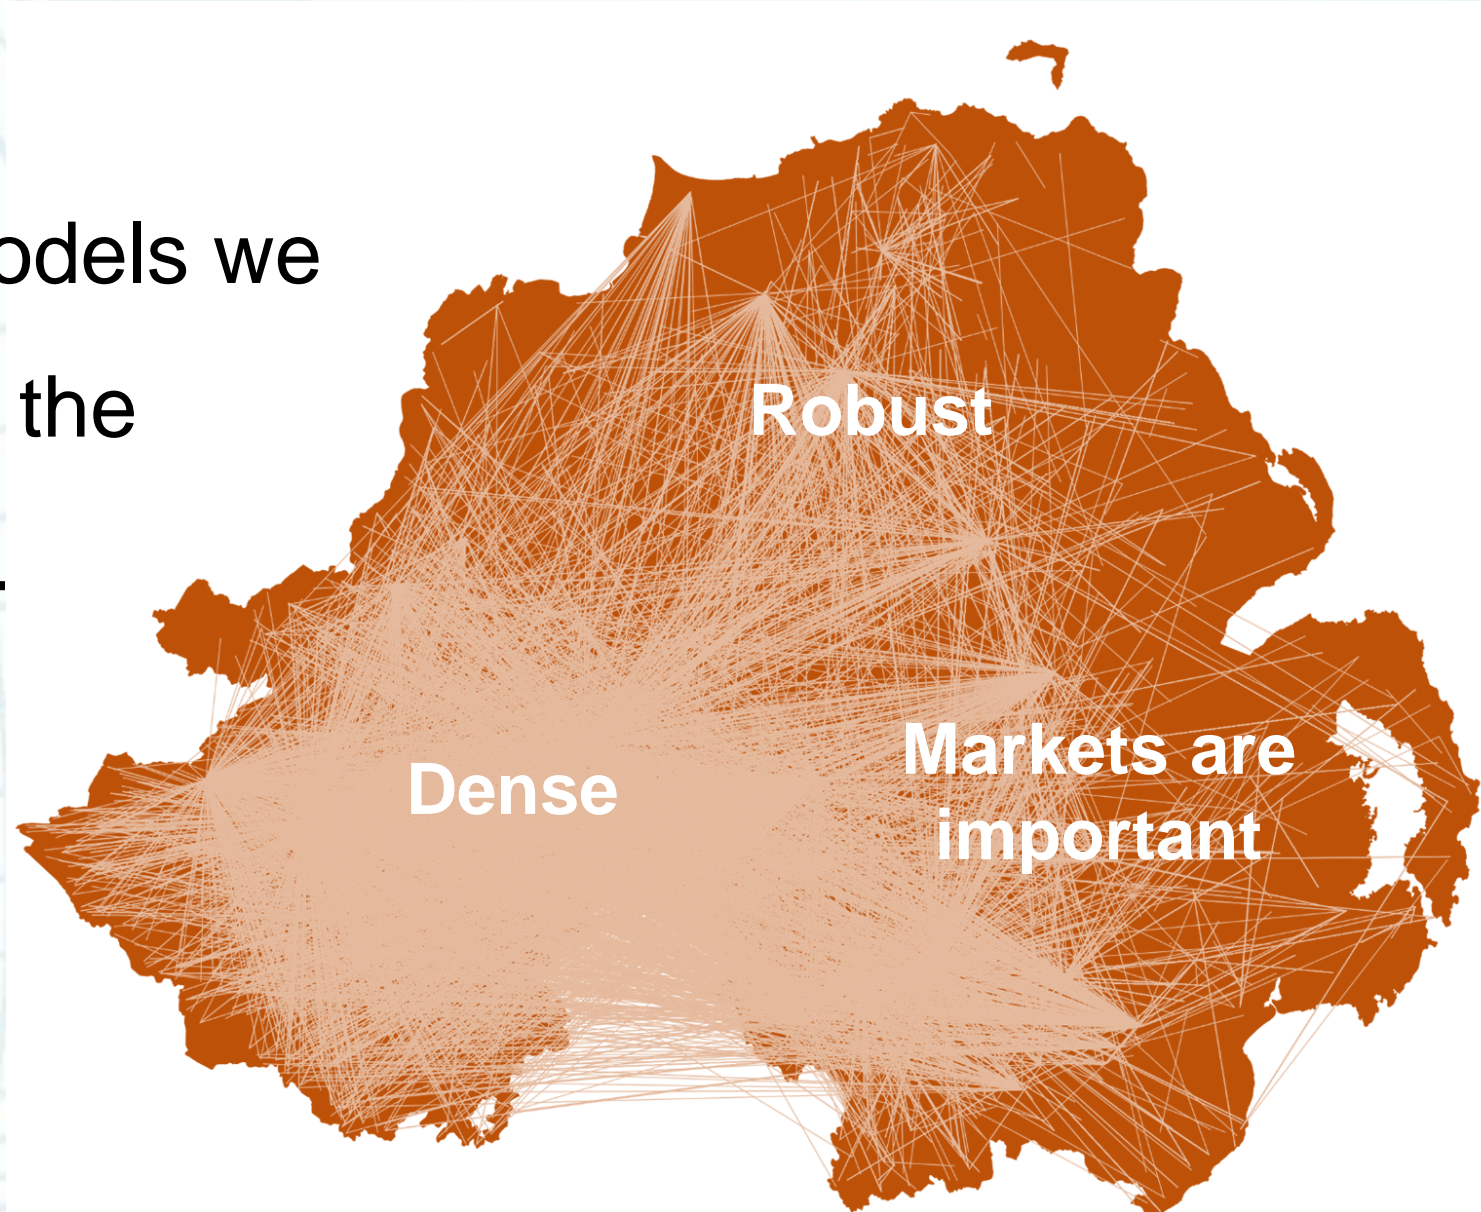 odels we
the
Robust
Markets are
important
Dense